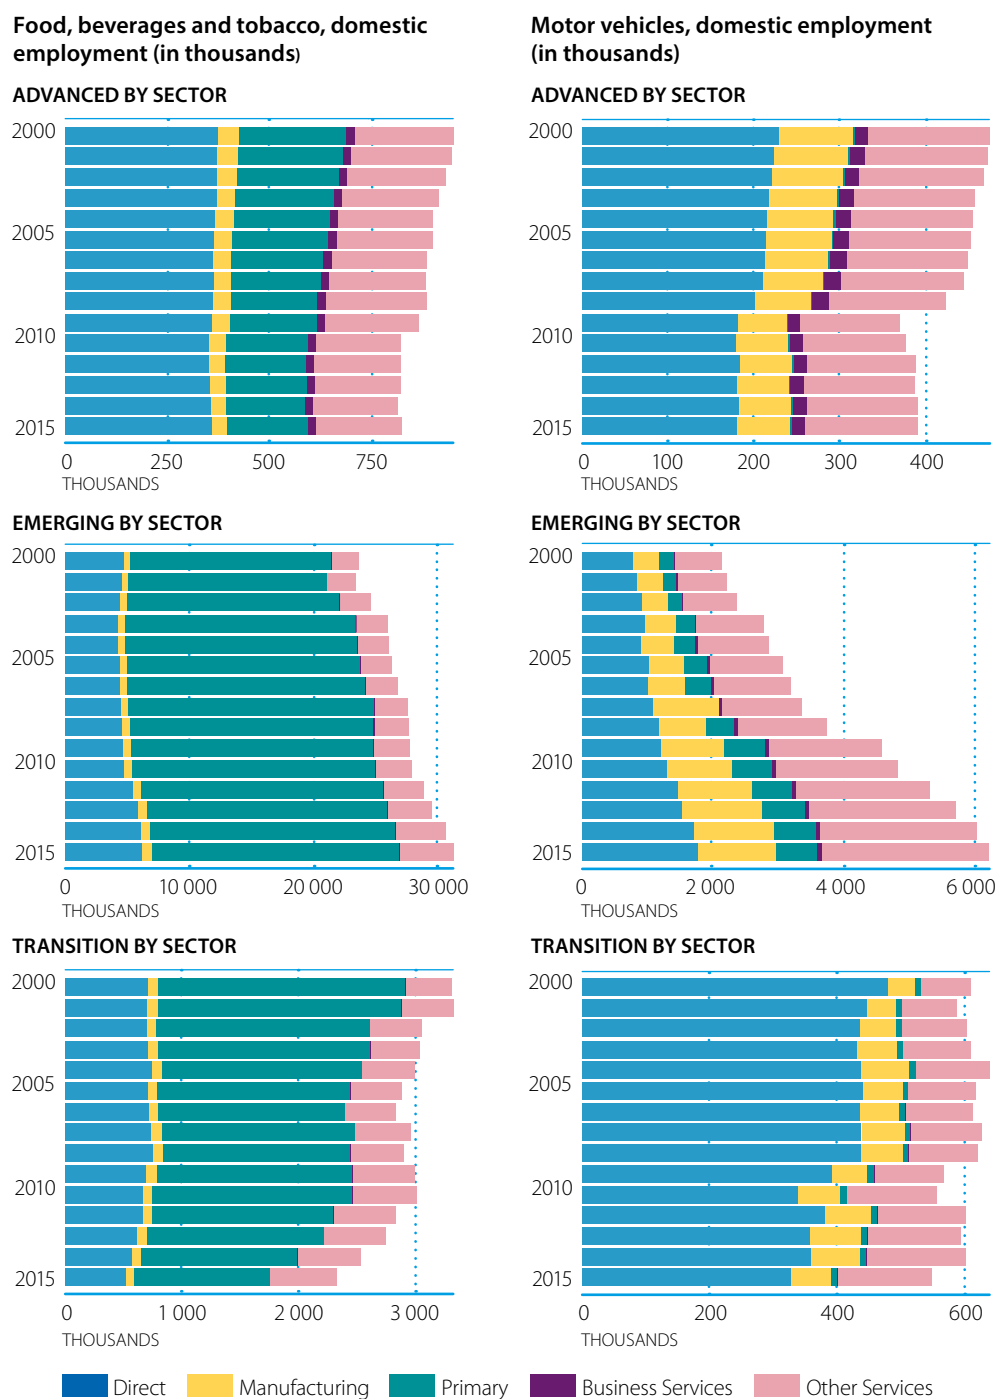 Food, beverages and tobacco, domestic
employment (in thousands)
ADVANCED BY SECTOR
2000
2005
2010
2015
0 250 500 750
THOUSANDS
EMERGING BY SECTOR
2000
2005
2010
2015
0 10 000 20 000 30 000
THOUSANDS
TRANSITION BY SECTOR
2000
2005
2010
2015
0 1 000 2 000 3 000
THOUSANDS
Motor vehicles, domestic employment
(in thousands)
ADVANCED BY SECTOR
2000
2005
2010
2015
0 100 200 300 400
THOUSANDS
EMERGING BY SECTOR
2000
2005
2010
2015
0 2 000 4 000 6 000
THOUSANDS
TRANSITION BY SECTOR
2000
2005
2010
2015
0 200 400 600
THOUSANDS
Direct Manufacturing Primary Business Services Other Services